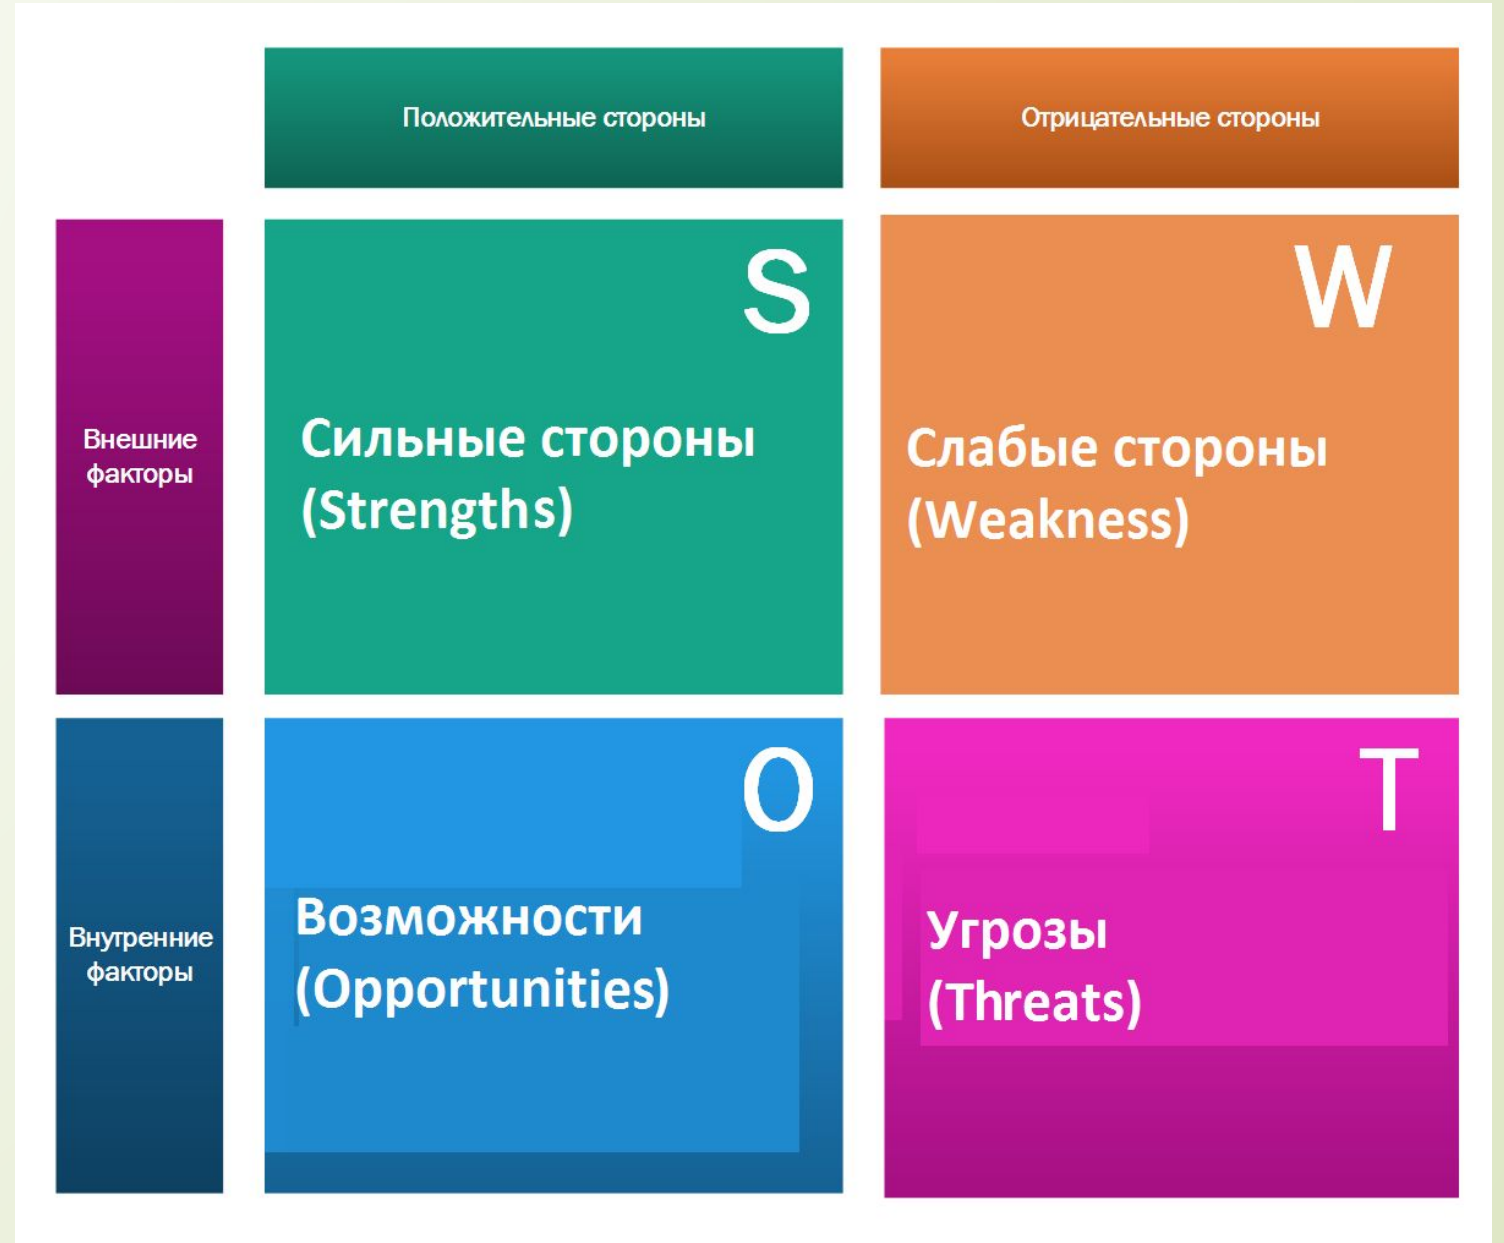 Положительные стороны
Отрицательные стороны
Внешние
факторы
S
Сильные стороны
(Strengths)
W
Слабые стороны
(Weakness)
Внутренние
факторы
O
Возможности
(Opportunities)
T
Угрозы
(Threats)